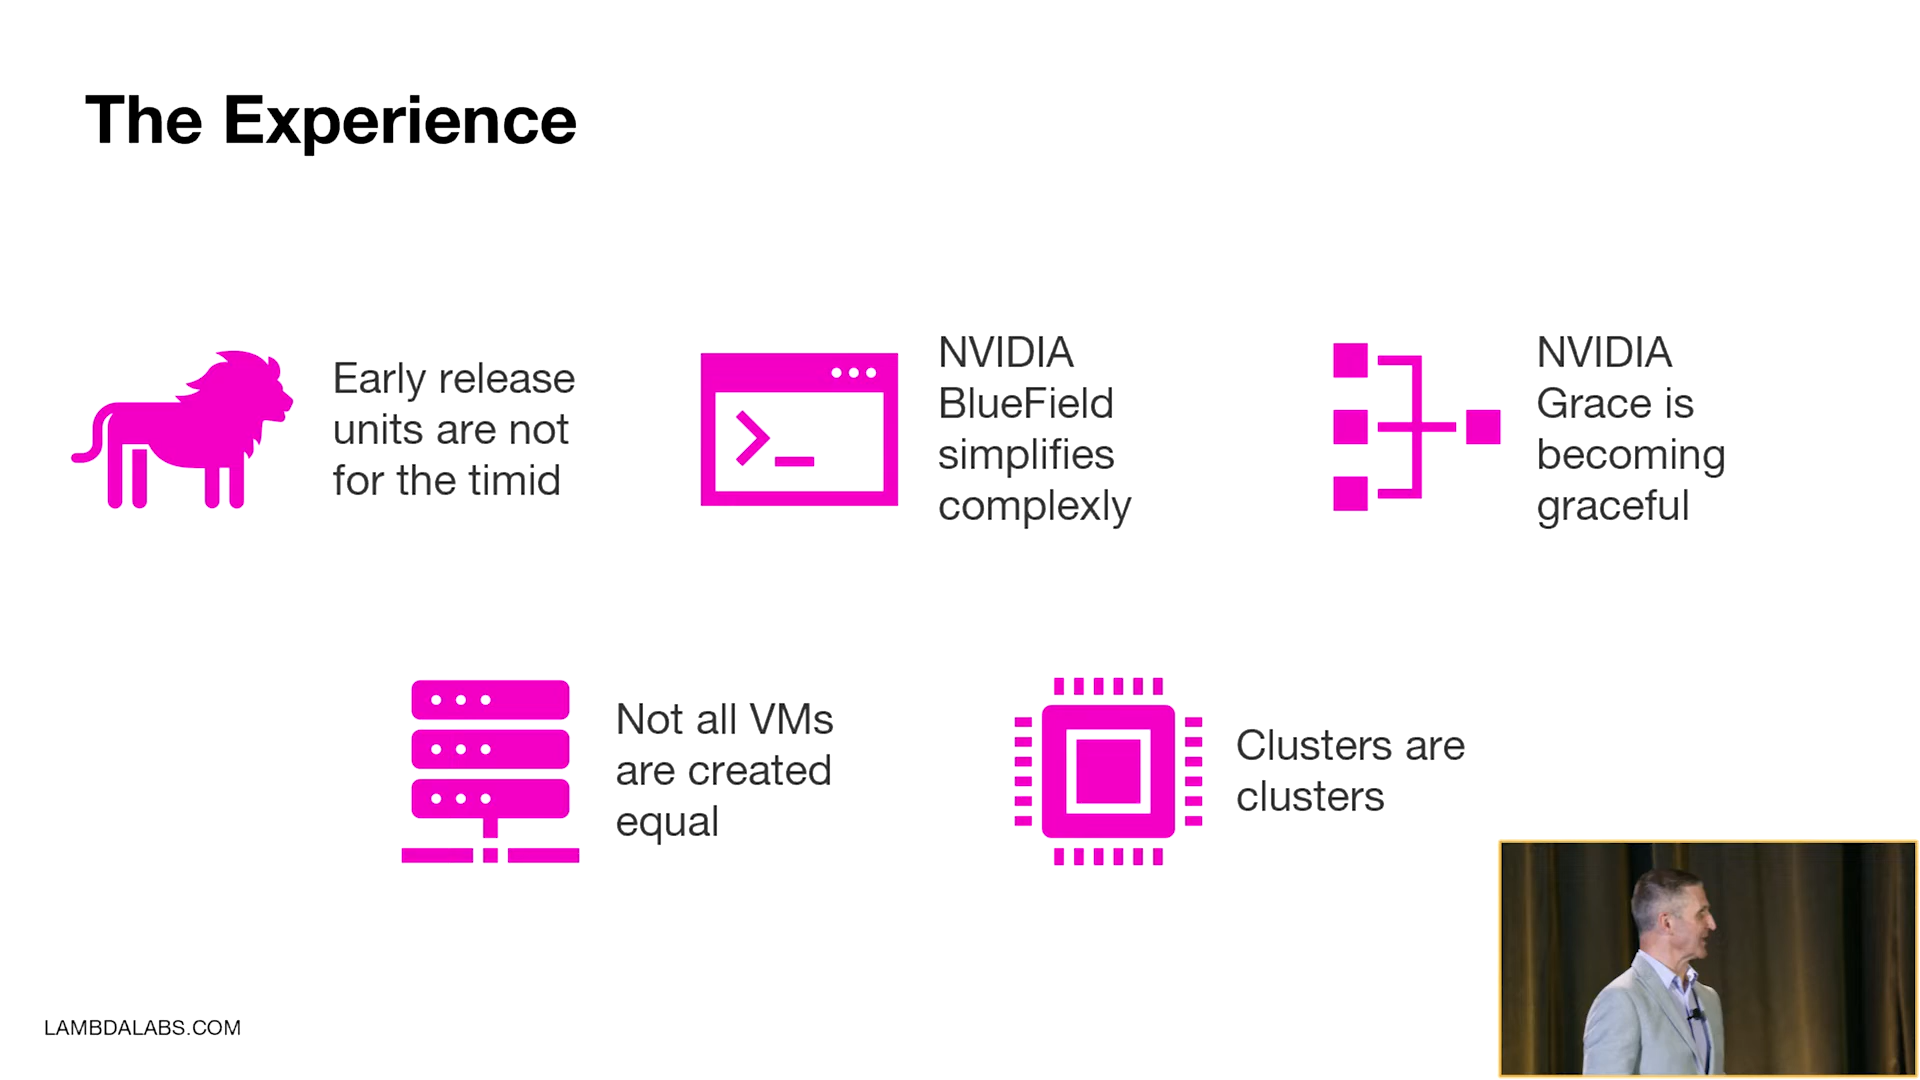 The Experience
Early release
units are not
for the timid
NVIDIA
BlueField
simplifies
complexly
NVIDIA
Grace is
becoming
graceful
Not all VMs
are created
equal
Clusters are
clusters
LAMBDALABS.COM